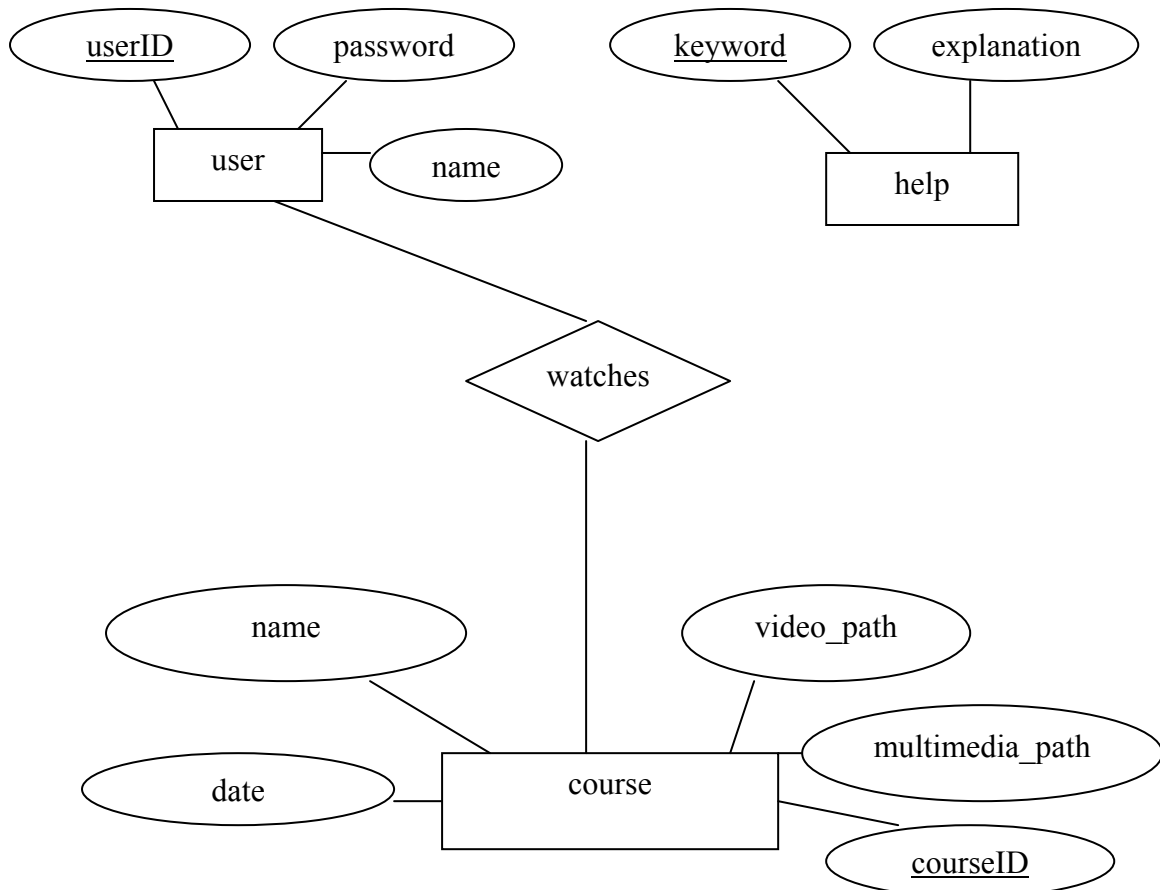 userID
password
keyword
explanation
user
name
help
watches
name
video_path
multimedia_path
date
course
courseID